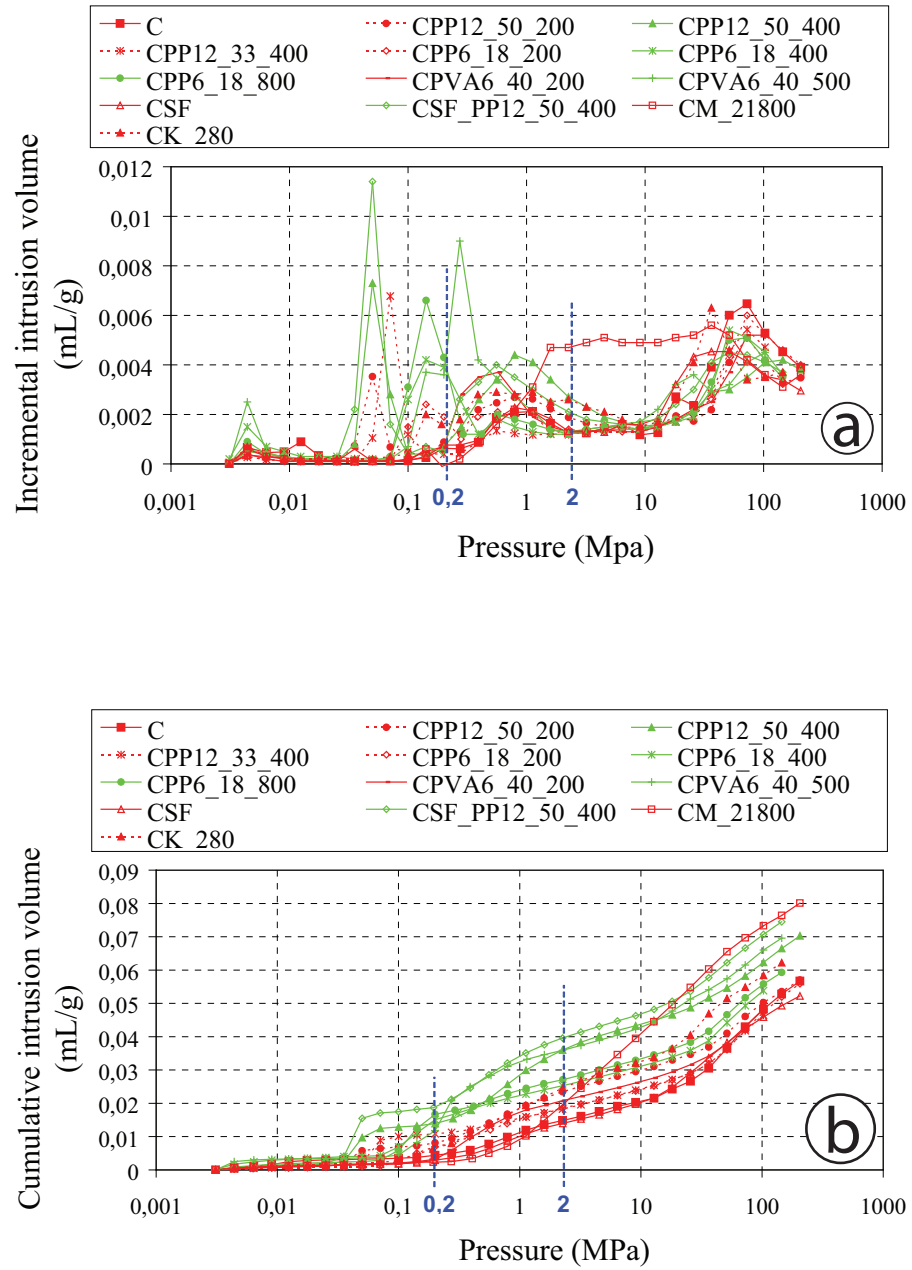 C CPP12_50_200 CPP12_50_400
CPP12_33_400 CPP6_18_200 CPP6_18_400
CPP6_18_800 CPVA6_40_200 CPVA6_40_500
CSF CSF_PP12_50_400 CM_21800
CK_280
Incremental intrusion volume
(mL/g)
0,012
0,01
0,008
0,006
0,004
0,002
0
a
0,001 0,01 0,1 0,2 1 2 10 100 1000
Pressure (Mpa)
C CPP12_50_200 CPP12_50_400
CPP12_33_400 CPP6_18_200 CPP6_18_400
CPP6_18_800 CPVA6_40_200 CPVA6_40_500
CSF CSF_PP12_50_400 CM_21800
CK_280
Cumulative intrusion volume
(mL/g)
0,09
0,08
0,07
0,06
0,05
0,04
0,03
0,02
0,01
0
b
0,001 0,01 0,1 0,2 1 2 10 100 1000
Pressure (MPa)